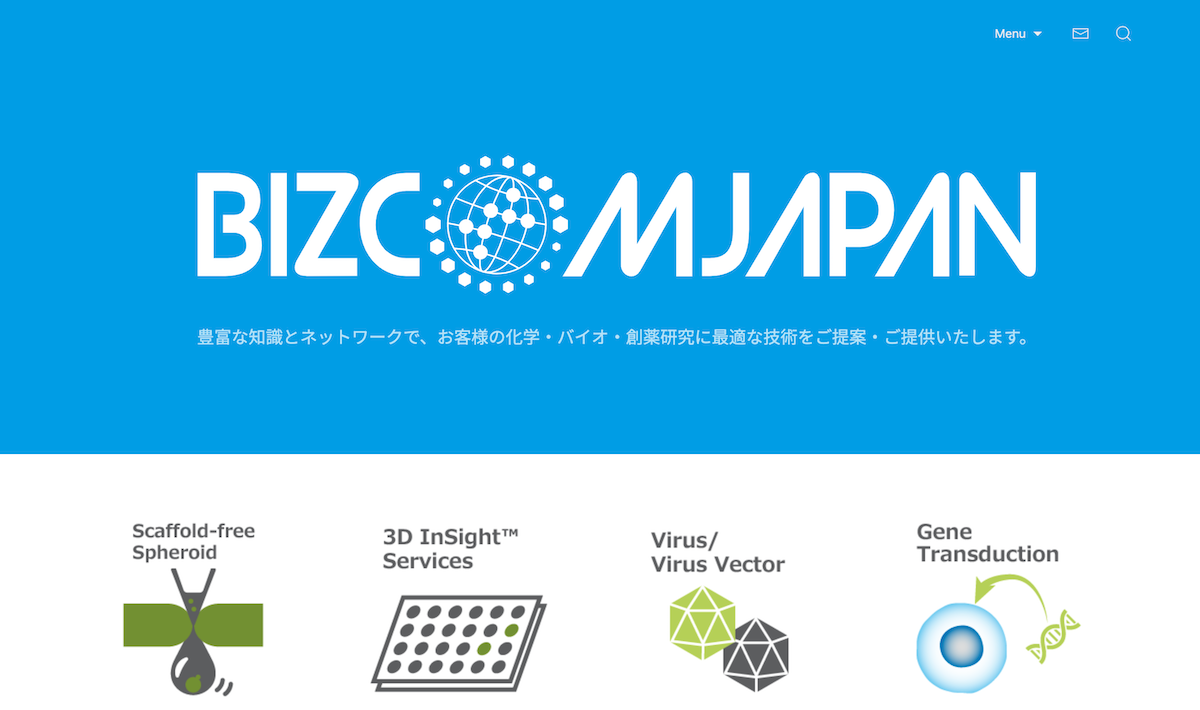 Menu
BIZCOMJAPAN
豊富な知識とネットワークで、お客様の化学・バイオ・創薬研究に最適な技術をご提案・ご提供いたします。
Scaffold-free
Spheroid
3D InSight™
Services
Virus/
Virus Vector
Gene
Transduction